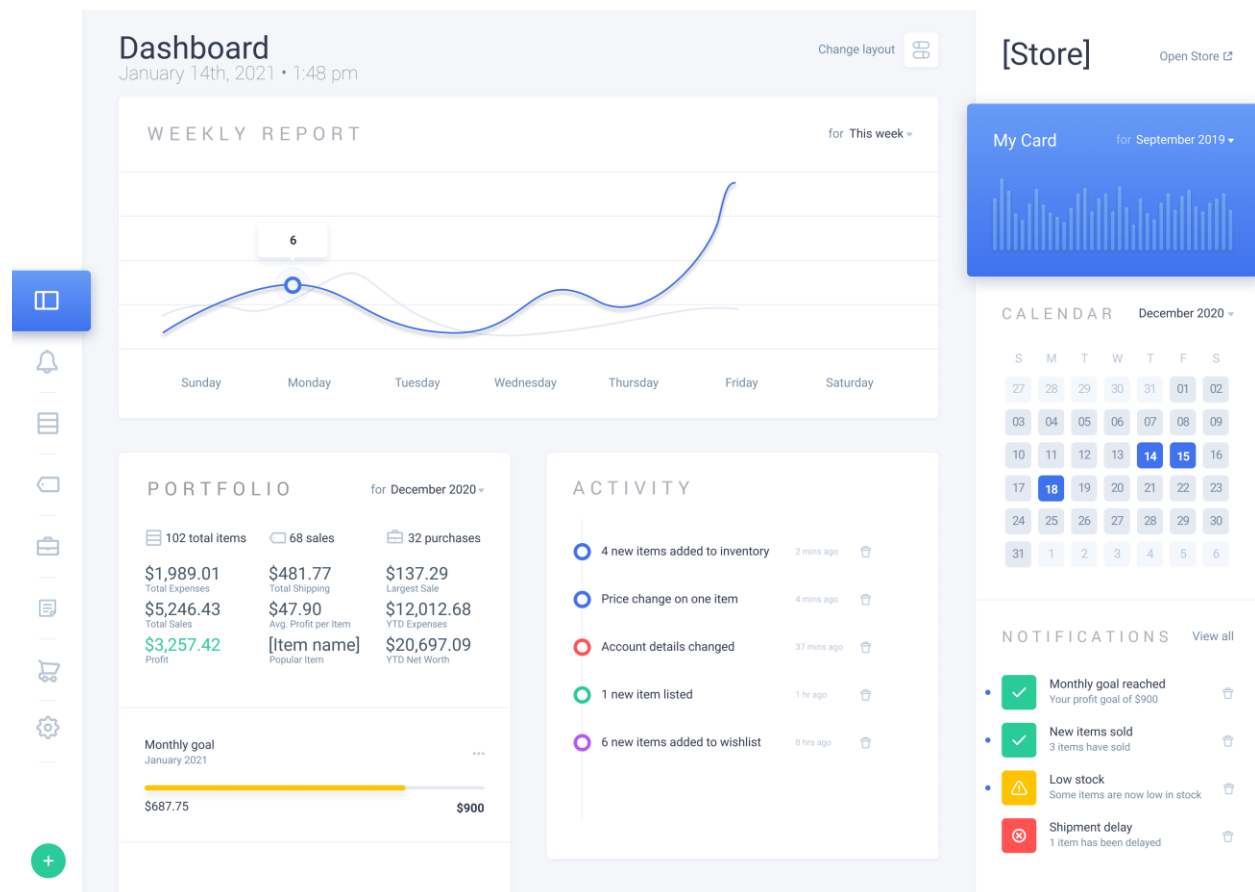 Dashboard
January 14th, 2021 • 1:48 pm
Change layout
WEEKLY REPORT
for This week
6
Sunday Monday Tuesday Wednesday Thursday Friday Saturday
PORTFOLIO
for December 2020
102 total items 68 sales 32 purchases
$1,989.01 $481.77 $137.29
Total Expenses Total Shipping Largest Sale
$5,246.43 $47.90 $12,012.68
Total Sales Avg. Profit per Item YTD Expenses
$3,257.42 [Item name] $20,697.09
Profit Popular Item YTD Net Worth
Monthly goal
January 2021
$687.75 $900
ACTIVITY
4 new items added to inventory 2 mins ago
Price change on one item 4 mins ago
Account details changed 37 mins ago
1 new item listed 1 hr ago
6 new items added to wishlist 8 hrs ago
[Store]
Open Store
My Card
for September 2019
CALENDAR
December 2020
S M T W T F S
27 28 29 30 31 01 02
03 04 05 06 07 08 09
10 11 12 13 14 15 16
17 18 19 20 21 22 23
24 25 26 27 28 29 30
31 1 2 3 4 5 6
NOTIFICATIONS
View all
Monthly goal reached
Your profit goal of $900
New items sold
3 items have sold
Low stock
Some items are now low in stock
Shipment delay
1 item has been delayed